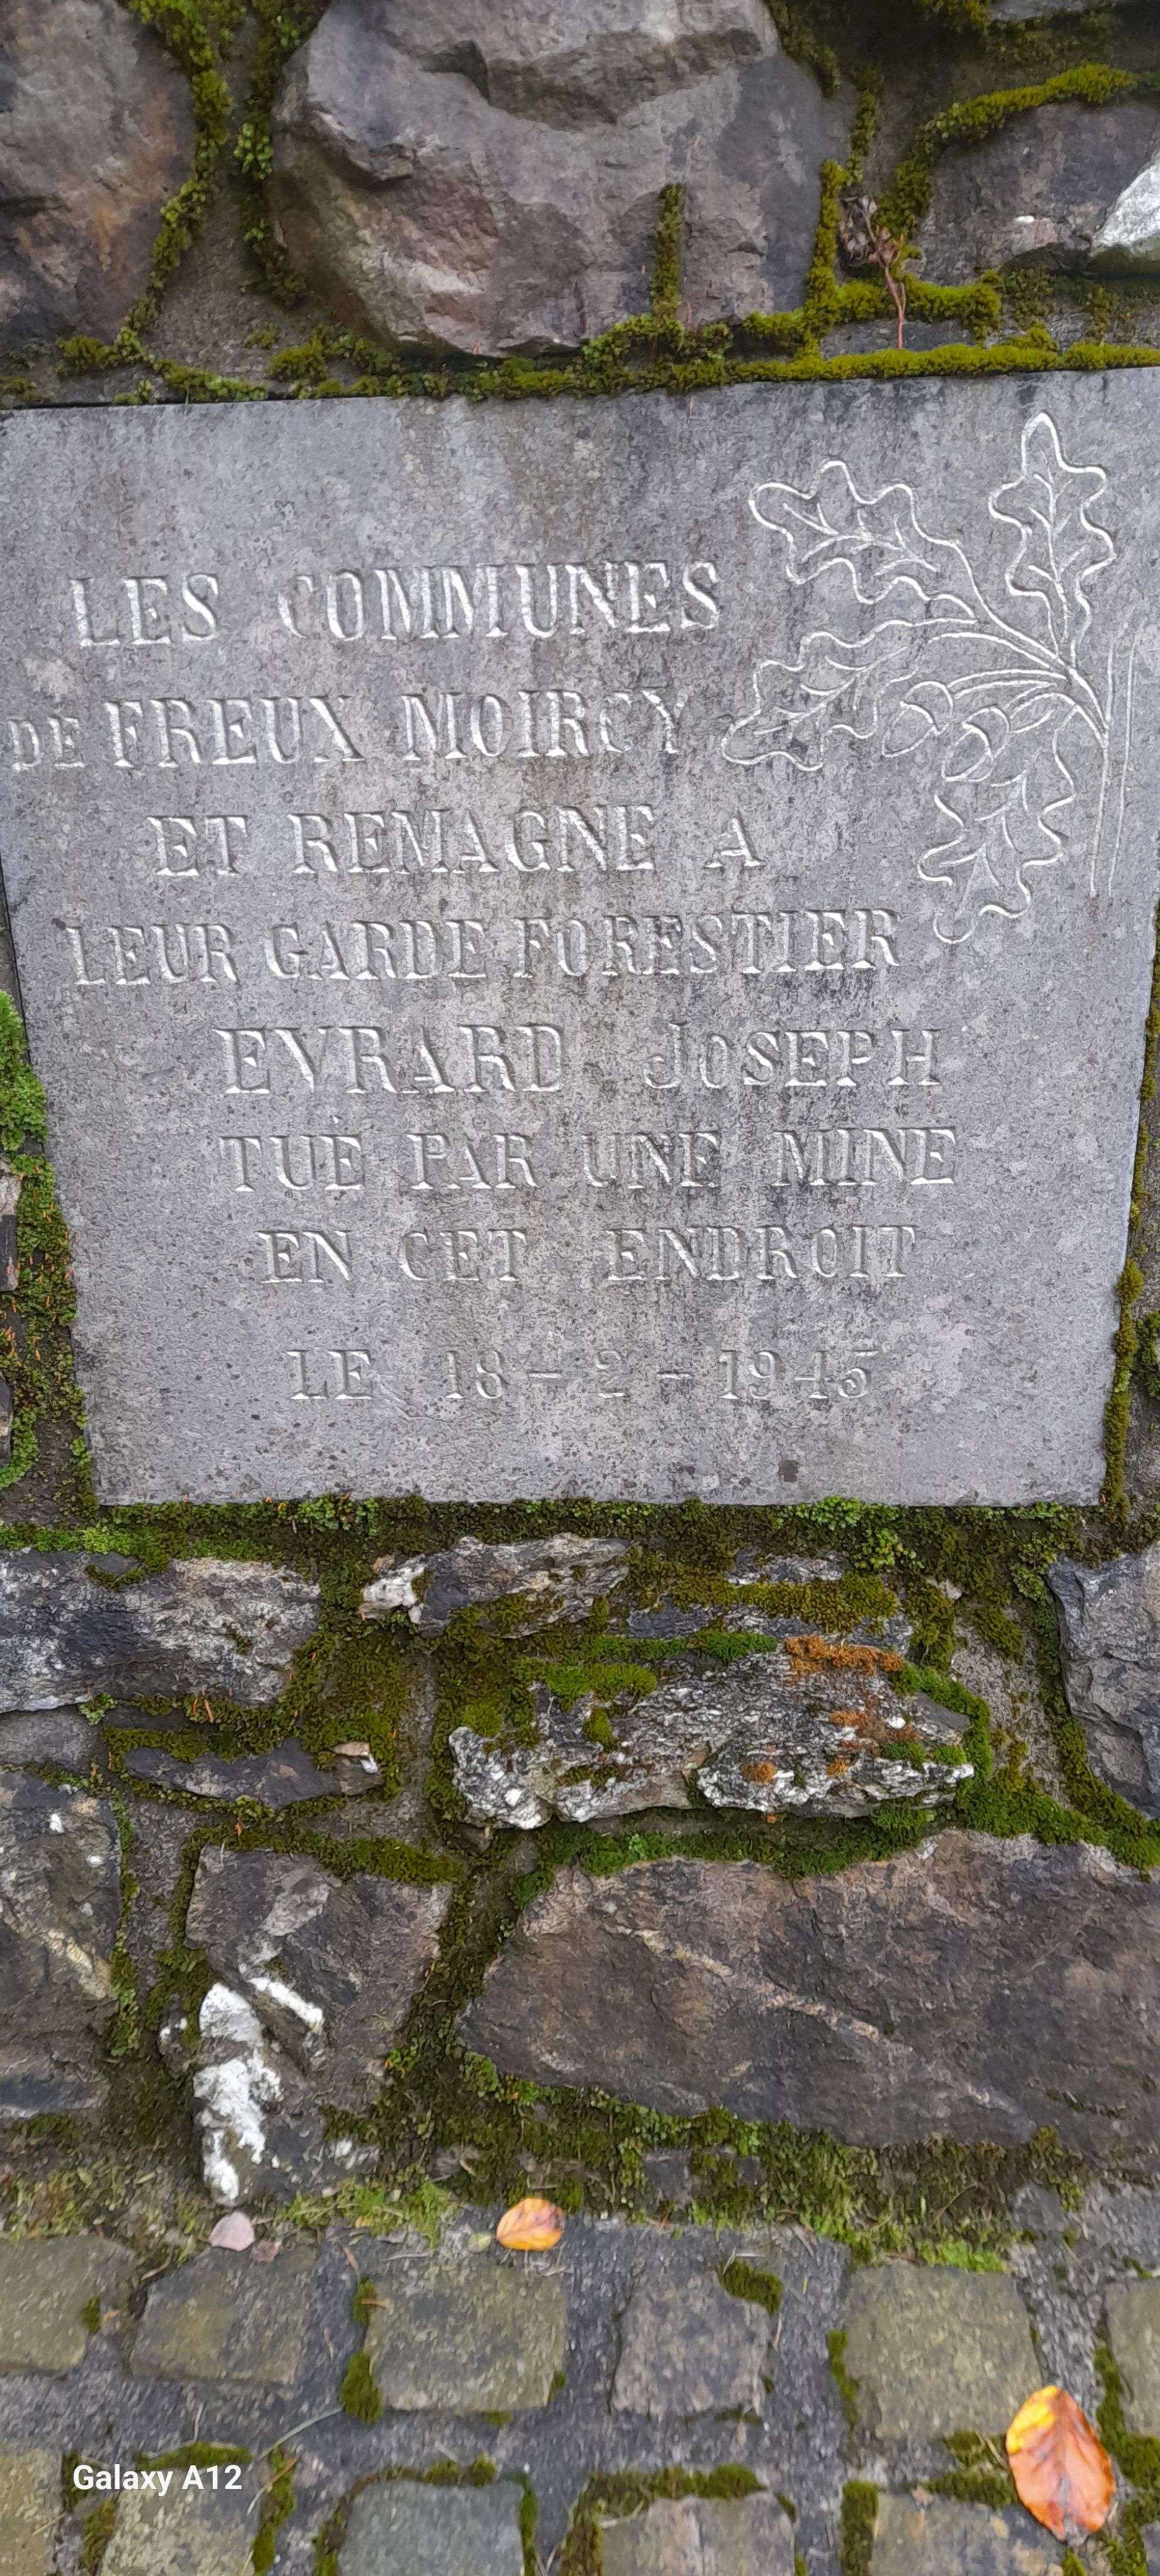 LES COMMUNES
DE FREUX MOIRCY
ET REMAGNE A
LEUR GARDE FORESTIER
EVRARD JOSEPH
TUÉ PAR UNE MINE
EN CET ENDROIT
LE 18-2-1945
Galaxy A12